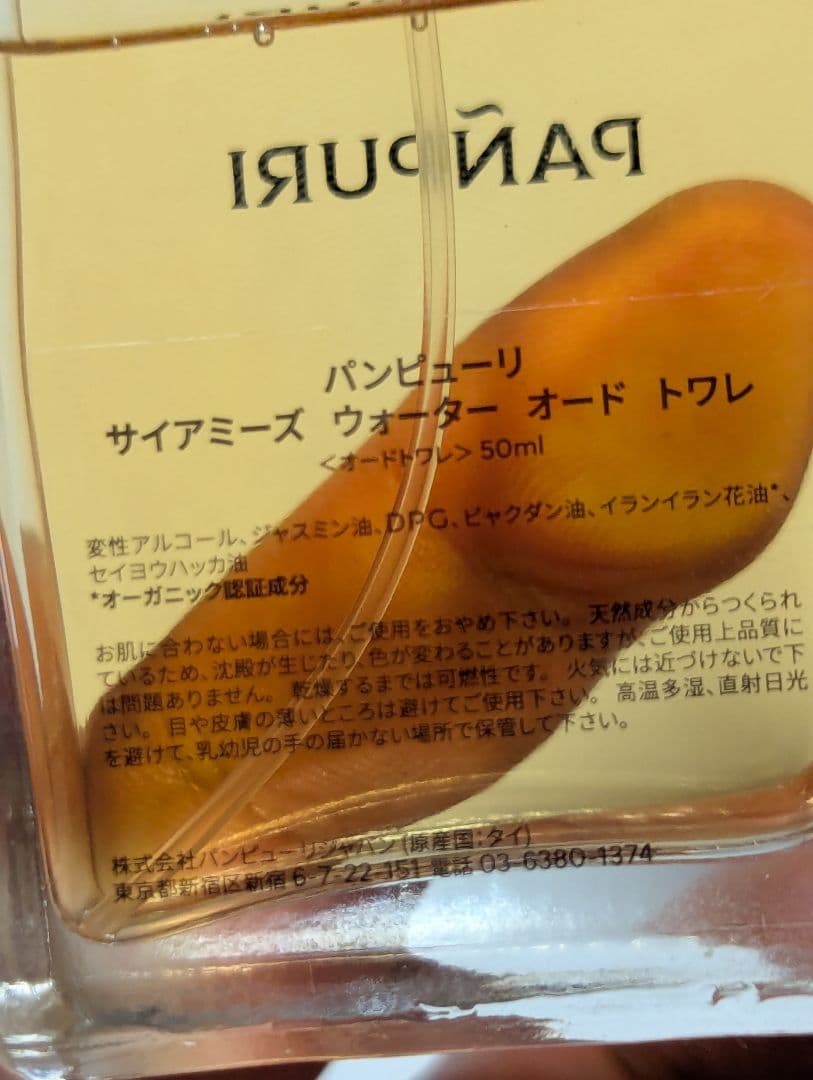 PAÑPURI
パンピューリ
サイアミーズ ウォーター オード トワレ
＜オードトワレ＞ 50ml
変性アルコール、ジャスミン油、DPG、ビャクダン油、イランイラン花油*、
セイヨウハッカ油
*オーガニック認証成分
お肌に合わない場合には、ご使用をおやめ下さい。 天然成分からつくられ
ているため、沈殿が生じたり、色が変わることがありますが、ご使用上品質に
は問題ありません。 乾燥するまでは可燃性です。 火気には近づけないで下
さい。 目や皮膚の薄いところは避けてご使用下さい。 高温多湿、直射日光
を避けて、乳幼児の手の届かない場所で保管して下さい。
株式会社パンピューリジャパン (原産国：タイ)
東京都新宿区新宿 6-7-22-151 電話 03-6380-1374